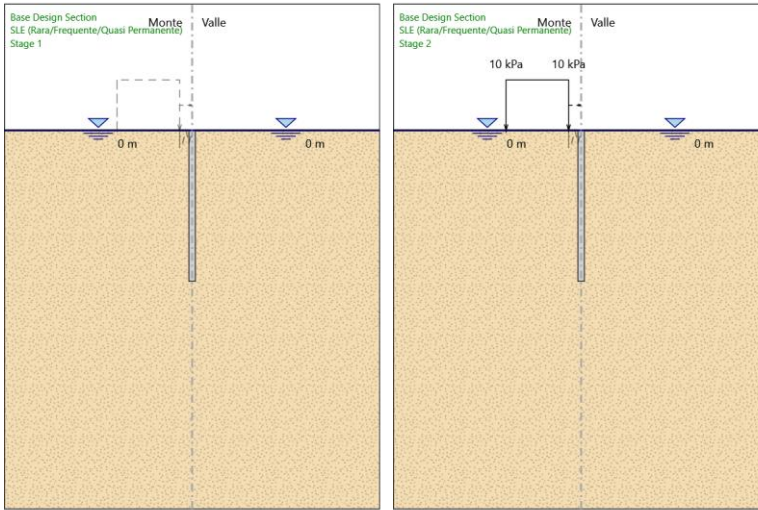 Base Design Section
SLE (Rara/Frequente/Quasi Permanente)
Stage 1
Monte
Valle
0 m
0 m
Base Design Section
SLE (Rara/Frequente/Quasi Permanente)
Stage 2
Monte
Valle
10 kPa
10 kPa
0 m
0 m